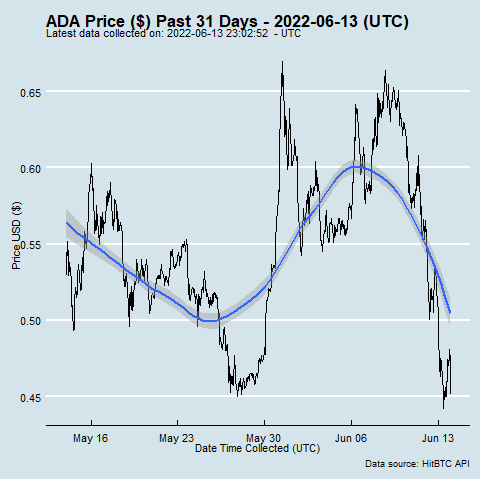 ADA Price ($) Past 31 Days - 2022-06-13 (UTC)
Latest data collected on: 2022-06-13 23:02:52  - UTC
Price USD ($)
0.65
0.60
0.55
0.50
0.45
May 16 May 23 May 30 Jun 06 Jun 13
Date Time Collected (UTC)
Data source: HitBTC API